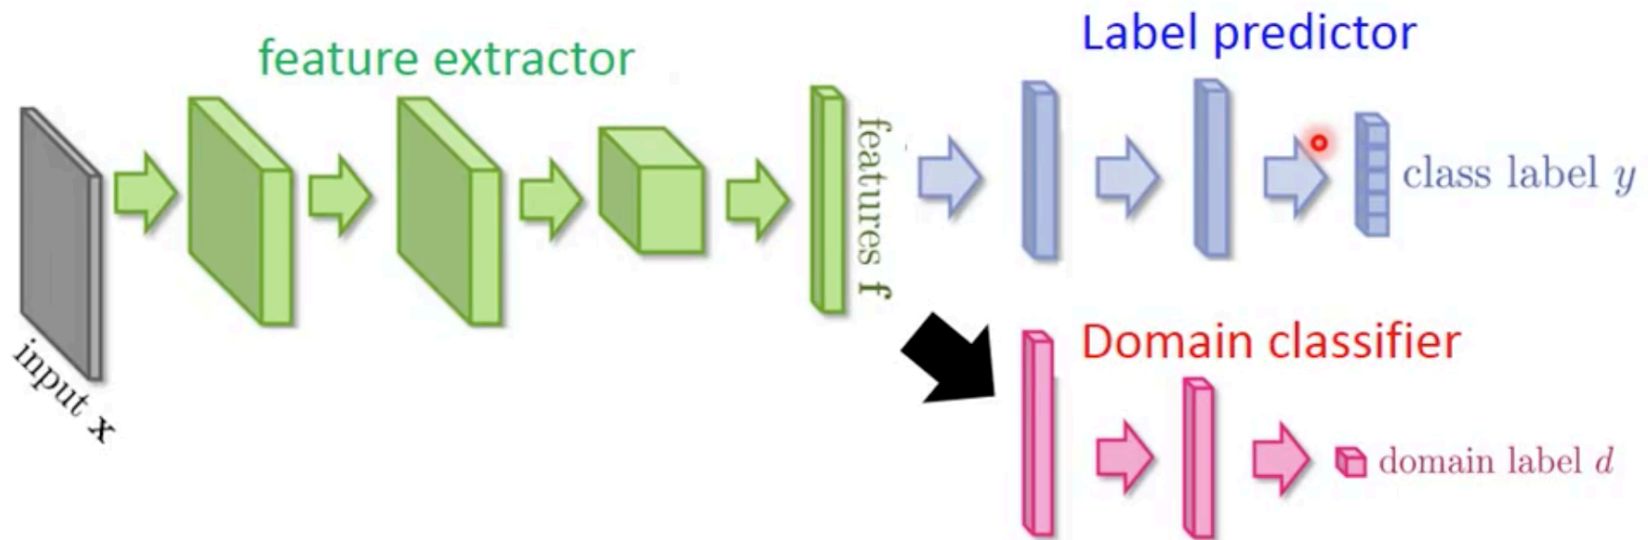 feature extractor
Label predictor
input x
features f
class label y
Domain classifier
domain label d